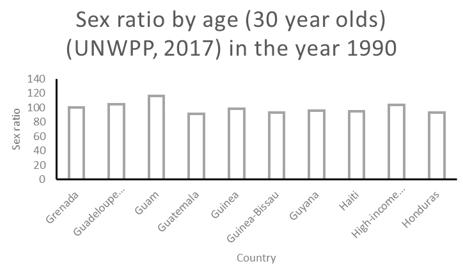 Sex ratio by age (30 year olds)
(UNWPP, 2017) in the year 1990
140
120
100
80
60
40
20
0
Sex ratio
Grenada
Guadeloupe...
Guam
Guatemala
Guinea
Guinea-Bissau
Guyana
Haiti
High-income...
Honduras
Country